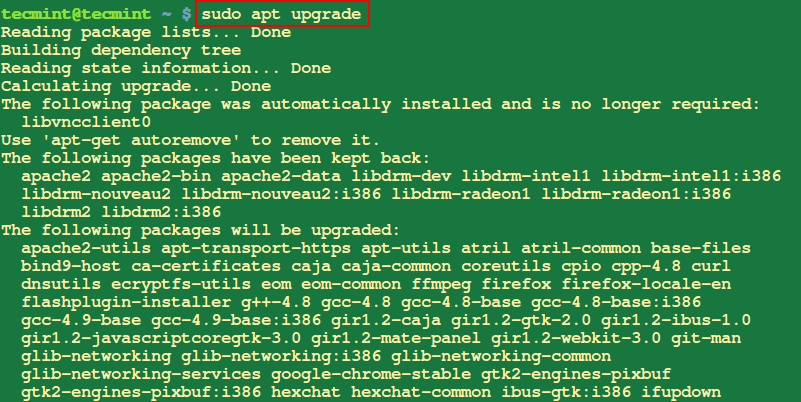 tecmint@tecmint ~ $ sudo apt upgrade
Reading package lists... Done
Building dependency tree
Reading state information... Done
Calculating upgrade... Done
The following package was automatically installed and is no longer required:
  libvncclient0
Use 'apt-get autoremove' to remove it.
The following packages have been kept back:
  apache2 apache2-bin apache2-data libdrm-dev libdrm-intel1 libdrm-intel1:i386
  libdrm-nouveau2 libdrm-nouveau2:i386 libdrm-radeon1 libdrm-radeon1:i386
  libdrm2 libdrm2:i386
The following packages will be upgraded:
  apache2-utils apt-transport-https apt-utils atril atril-common base-files
  bind9-host ca-certificates caja caja-common coreutils cpio cpp-4.8 curl
  dnsutils ecryptfs-utils eom eom-common ffmpeg firefox firefox-locale-en
  flashplugin-installer g++-4.8 gcc-4.8 gcc-4.8-base gcc-4.8-base:i386
  gcc-4.9-base gcc-4.9-base:i386 gir1.2-caja gir1.2-gtk-2.0 gir1.2-ibus-1.0
  gir1.2-javascriptcoregtk-3.0 gir1.2-mate-panel gir1.2-webkit-3.0 git-man
  glib-networking glib-networking:i386 glib-networking-common
  glib-networking-services google-chrome-stable gtk2-engines-pixbuf
  gtk2-engines-pixbuf:i386 hexchat hexchat-common ibus-gtk:i386 ifupdown